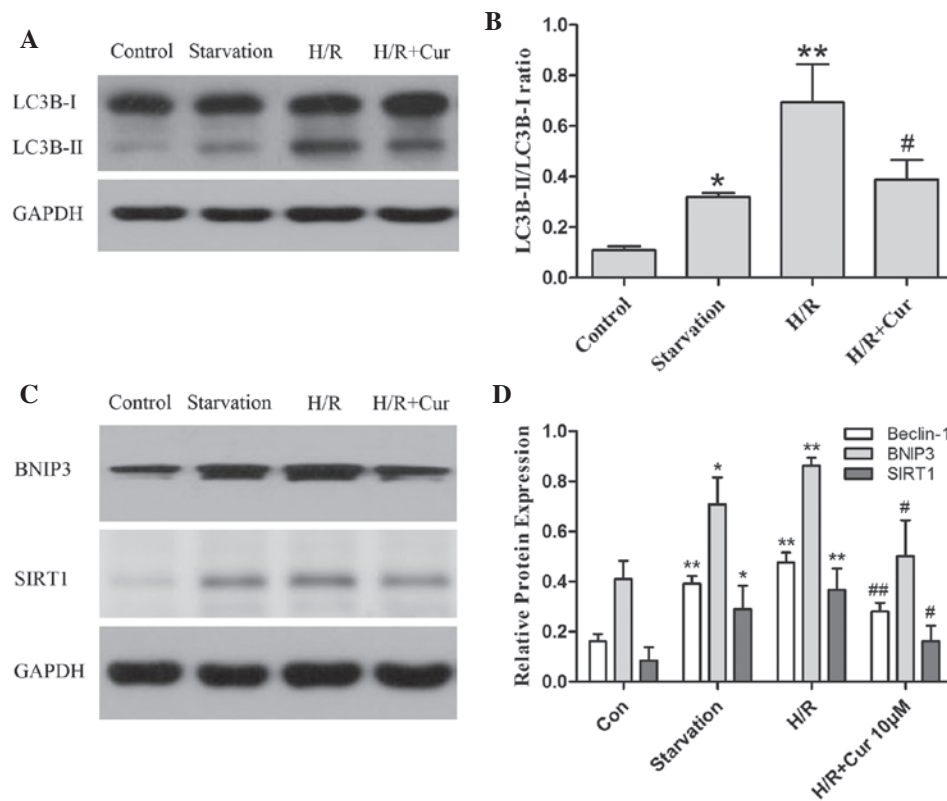 A
Control Starvation H/R H/R+Cur
LC3B-I
LC3B-II
GAPDH
B
LC3B-II/LC3B-I ratio
1.0
0.8
0.6
0.4
0.2
0.0
*
**
#
Control
Starvation
H/R
H/R+Cur
C
Control Starvation H/R H/R+Cur
BNIP3
SIRT1
GAPDH
D
Relative Protein Expression
1.0
0.8
0.6
0.4
0.2
0.0
Beclin-1
BNIP3
SIRT1
**
*
*
**
**
**
##
#
#
Con
Starvation
H/R
H/R+Cur 10μM